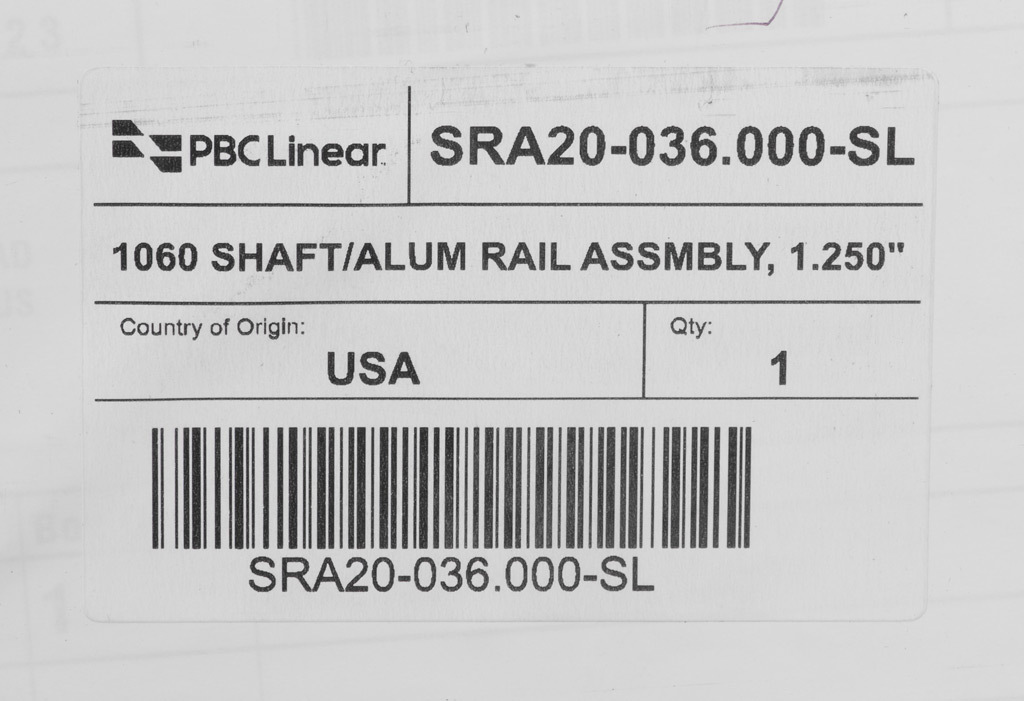 PBC Linear
SRA20-036.000-SL
1060 SHAFT/ALUM RAIL ASSMBLY, 1.250"
Country of Origin:
USA
Qty:
1
SRA20-036.000-SL